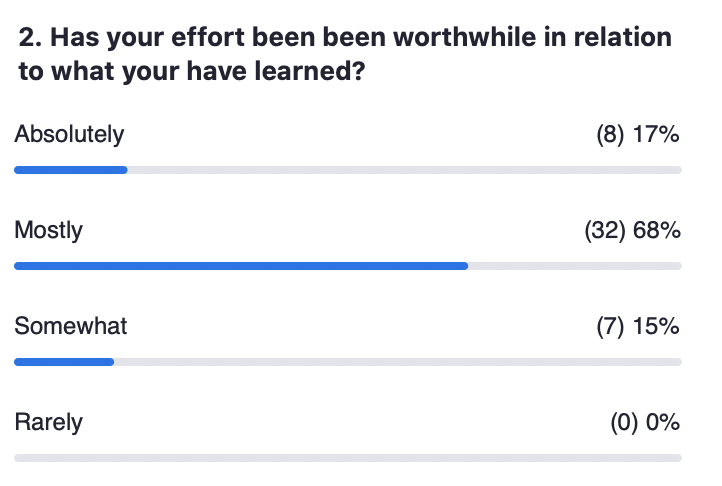 2. Has your effort been been worthwhile in relation
to what your have learned?
Absolutely (8) 17%
Mostly (32) 68%
Somewhat (7) 15%
Rarely (0) 0%